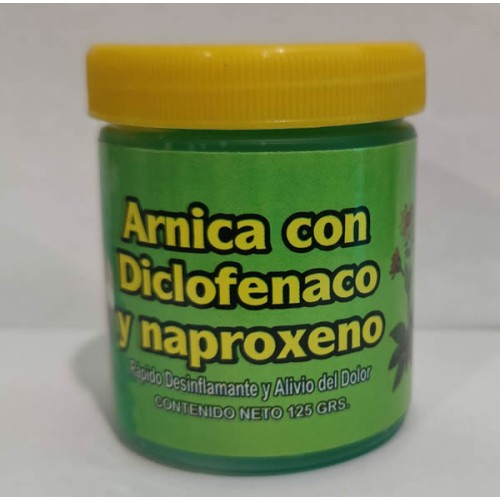 Arnica con
Diclofenaco
y naproxeno
Rápido Desinflamante y Alivio del Dolor
CONTENIDO NETO 125 GRS.